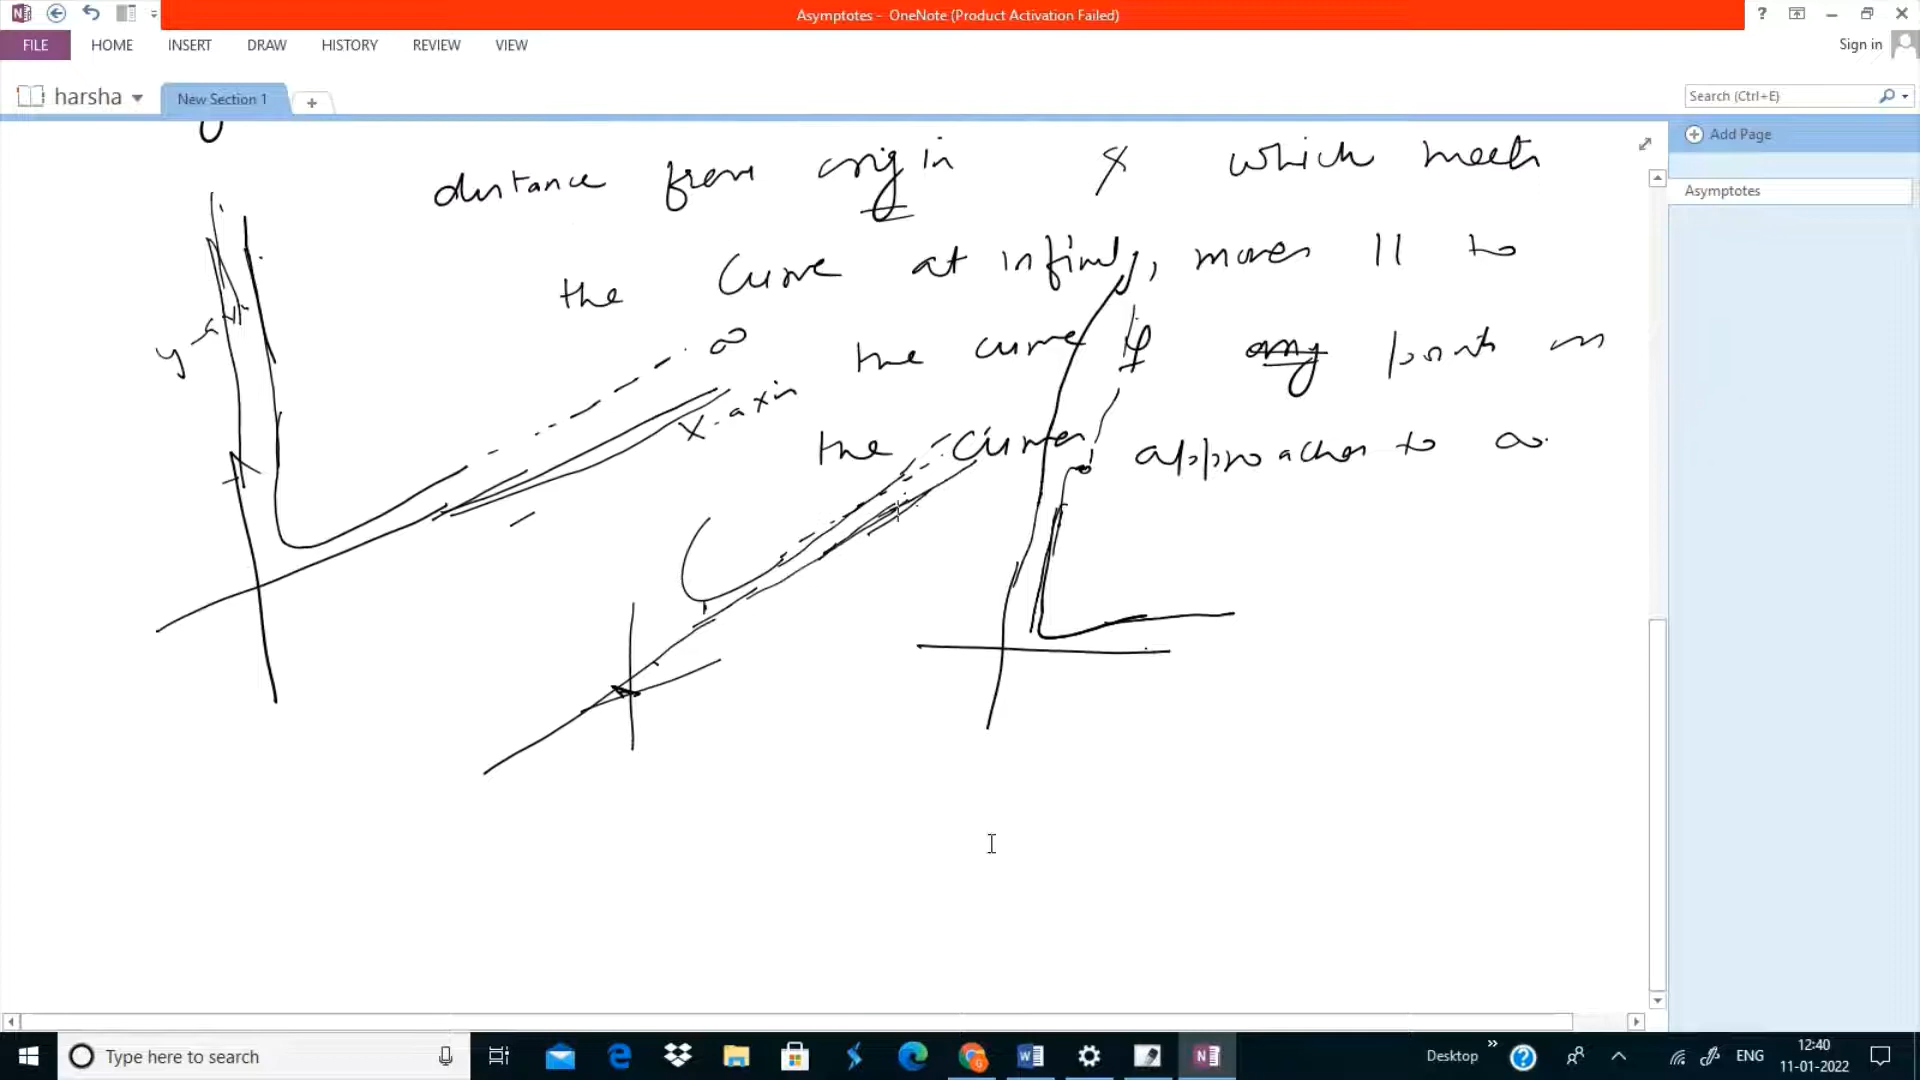 Asymptotes - OneNote (Product Activation Failed)
FILE HOME INSERT DRAW HISTORY REVIEW VIEW
Sign in
harsha
New Section 1
Search (Ctrl+E)
Add Page
Asymptotes
distance from origin & which meets
the curve at infinity, moves || to
the curve if any points on
the curve approaches to ∞.
y-axis
∞
x-axis
Type here to search
Desktop
ENG
12:40
11-01-2022